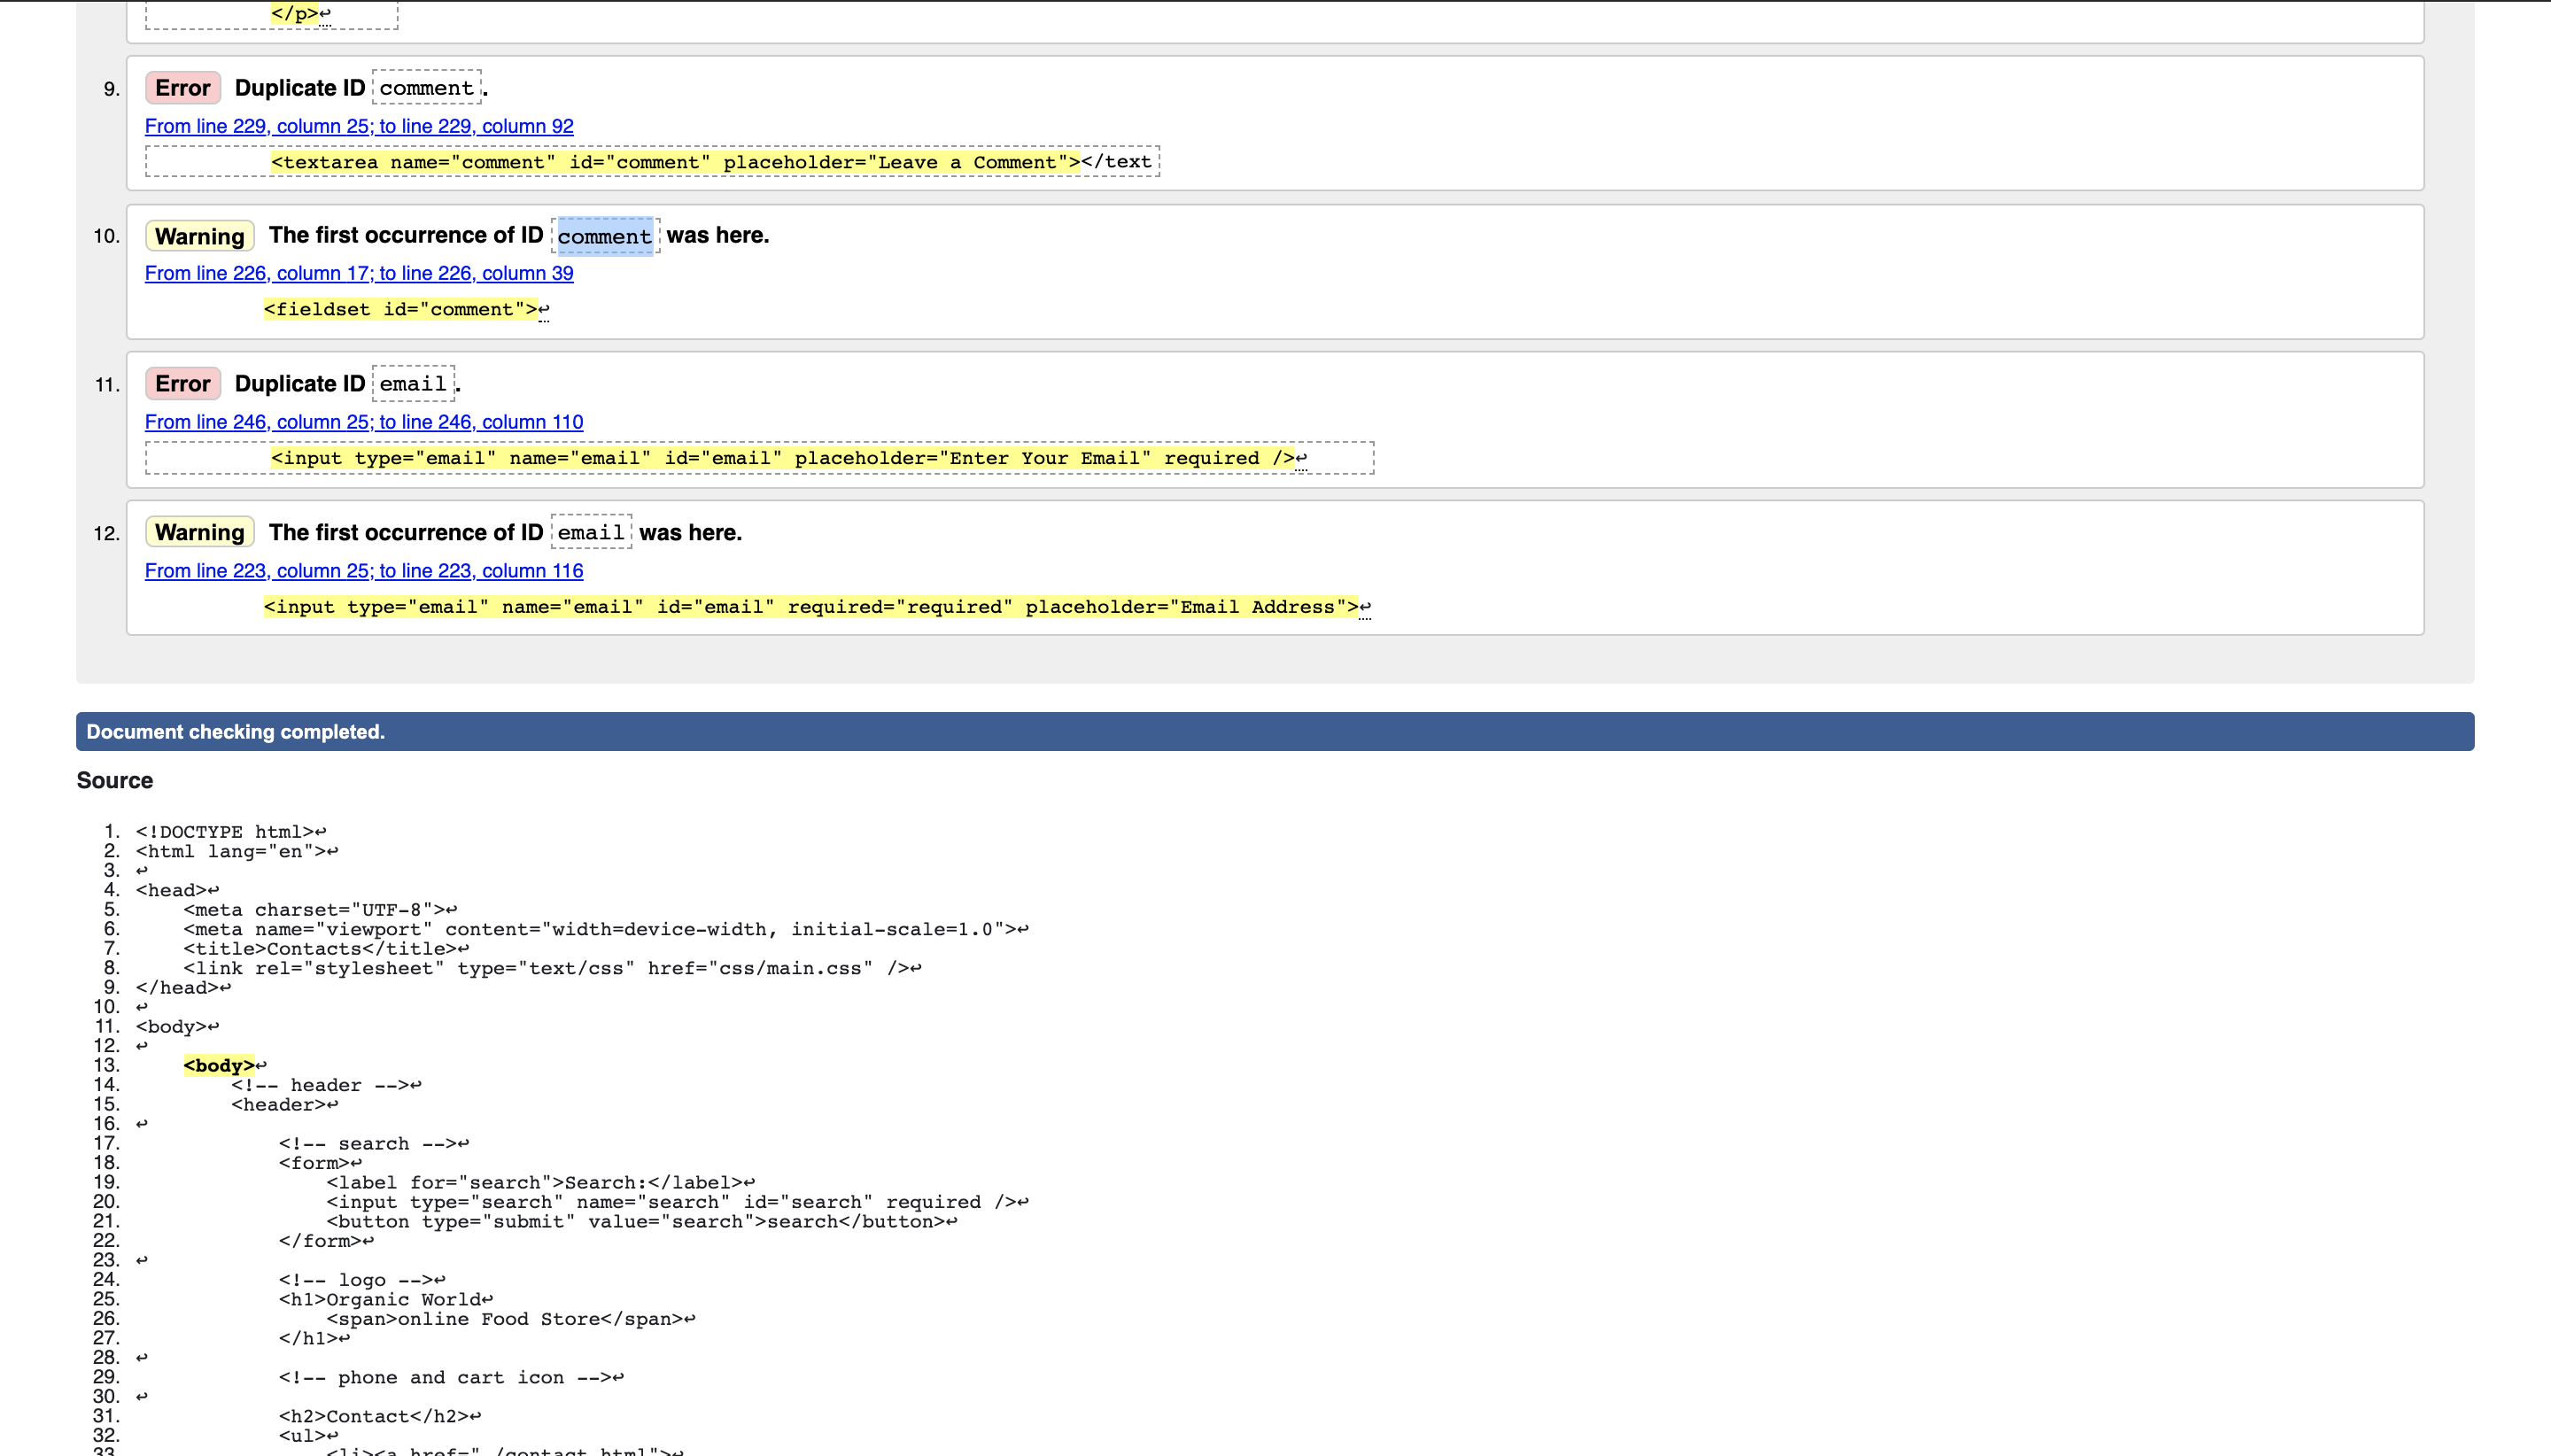 </p>↩
9. Error Duplicate ID comment.
From line 229, column 25; to line 229, column 92
<textarea name="comment" id="comment" placeholder="Leave a Comment"></text
10. Warning The first occurrence of ID comment was here.
From line 226, column 17; to line 226, column 39
<fieldset id="comment">↩
11. Error Duplicate ID email.
From line 246, column 25; to line 246, column 110
<input type="email" name="email" id="email" placeholder="Enter Your Email" required />↩
12. Warning The first occurrence of ID email was here.
From line 223, column 25; to line 223, column 116
<input type="email" name="email" id="email" required="required" placeholder="Email Address">↩
Document checking completed.
Source
1. <!DOCTYPE html>↩
2. <html lang="en">↩
3. ↩
4. <head>↩
5. <meta charset="UTF-8">↩
6. <meta name="viewport" content="width=device-width, initial-scale=1.0">↩
7. <title>Contacts</title>↩
8. <link rel="stylesheet" type="text/css" href="css/main.css" />↩
9. </head>↩
10. ↩
11. <body>↩
12. ↩
13. <body>↩
14. <!-- header -->↩
15. <header>↩
16. ↩
17. <!-- search -->↩
18. <form>↩
19. <label for="search">Search:</label>↩
20. <input type="search" name="search" id="search" required />↩
21. <button type="submit" value="search">search</button>↩
22. </form>↩
23. ↩
24. <!-- logo -->↩
25. <h1>Organic World↩
26. <span>online Food Store</span>↩
27. </h1>↩
28. ↩
29. <!-- phone and cart icon -->↩
30. ↩
31. <h2>Contact</h2>↩
32. <ul>↩
33. <li><a href="./contact.html">↩